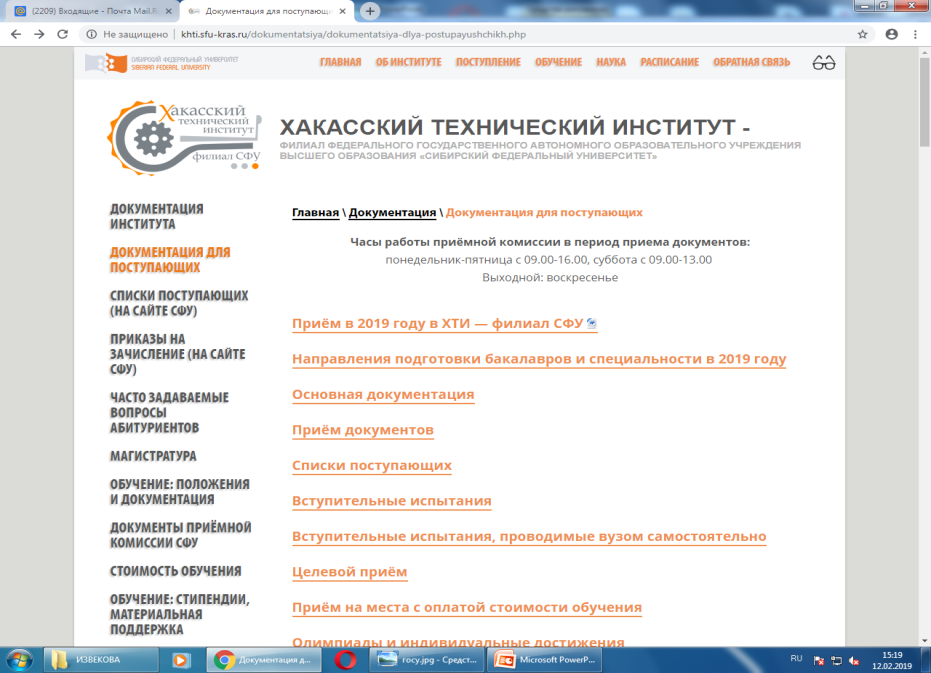 (2209) Входящие - Почта Mail.R
Документация для поступающи
Не защищено | khti.sfu-kras.ru/dokumentatsiya/dokumentatsiya-dlya-postupayushchikh.php
СИБИРСКИЙ ФЕДЕРАЛЬНЫЙ УНИВЕРСИТЕТ
SIBERIAN FEDERAL UNIVERSITY
ГЛАВНАЯ ОБ ИНСТИТУТЕ ПОСТУПЛЕНИЕ ОБУЧЕНИЕ НАУКА РАСПИСАНИЕ ОБРАТНАЯ СВЯЗЬ
Хакасский
технический
институт
филиал СФУ
ХАКАССКИЙ ТЕХНИЧЕСКИЙ ИНСТИТУТ -
ФИЛИАЛ ФЕДЕРАЛЬНОГО ГОСУДАРСТВЕННОГО АВТОНОМНОГО ОБРАЗОВАТЕЛЬНОГО УЧРЕЖДЕНИЯ
ВЫСШЕГО ОБРАЗОВАНИЯ «СИБИРСКИЙ ФЕДЕРАЛЬНЫЙ УНИВЕРСИТЕТ»
ДОКУМЕНТАЦИЯ
ИНСТИТУТА
ДОКУМЕНТАЦИЯ ДЛЯ
ПОСТУПАЮЩИХ
СПИСКИ ПОСТУПАЮЩИХ
(НА САЙТЕ СФУ)
ПРИКАЗЫ НА
ЗАЧИСЛЕНИЕ (НА САЙТЕ
СФУ)
ЧАСТО ЗАДАВАЕМЫЕ
ВОПРОСЫ
АБИТУРИЕНТОВ
МАГИСТРАТУРА
ОБУЧЕНИЕ: ПОЛОЖЕНИЯ
И ДОКУМЕНТАЦИЯ
ДОКУМЕНТЫ ПРИЁМНОЙ
КОМИССИИ СФУ
СТОИМОСТЬ ОБУЧЕНИЯ
ОБУЧЕНИЕ: СТИПЕНДИИ,
МАТЕРИАЛЬНАЯ
ПОДДЕРЖКА
Главная \ Документация \ Документация для поступающих
Часы работы приёмной комиссии в период приема документов:
понедельник-пятница с 09.00-16.00, суббота с 09.00-13.00
Выходной: воскресенье
Приём в 2019 году в ХТИ — филиал СФУ
Направления подготовки бакалавров и специальности в 2019 году
Основная документация
Приём документов
Списки поступающих
Вступительные испытания
Вступительные испытания, проводимые вузом самостоятельно
Целевой приём
Приём на места с оплатой стоимости обучения
Олимпиады и индивидуальные достижения
ИЗВЕКОВА
Документация д...
госу.jpg - Средст...
Microsoft PowerP...
RU
15:19
12.02.2019